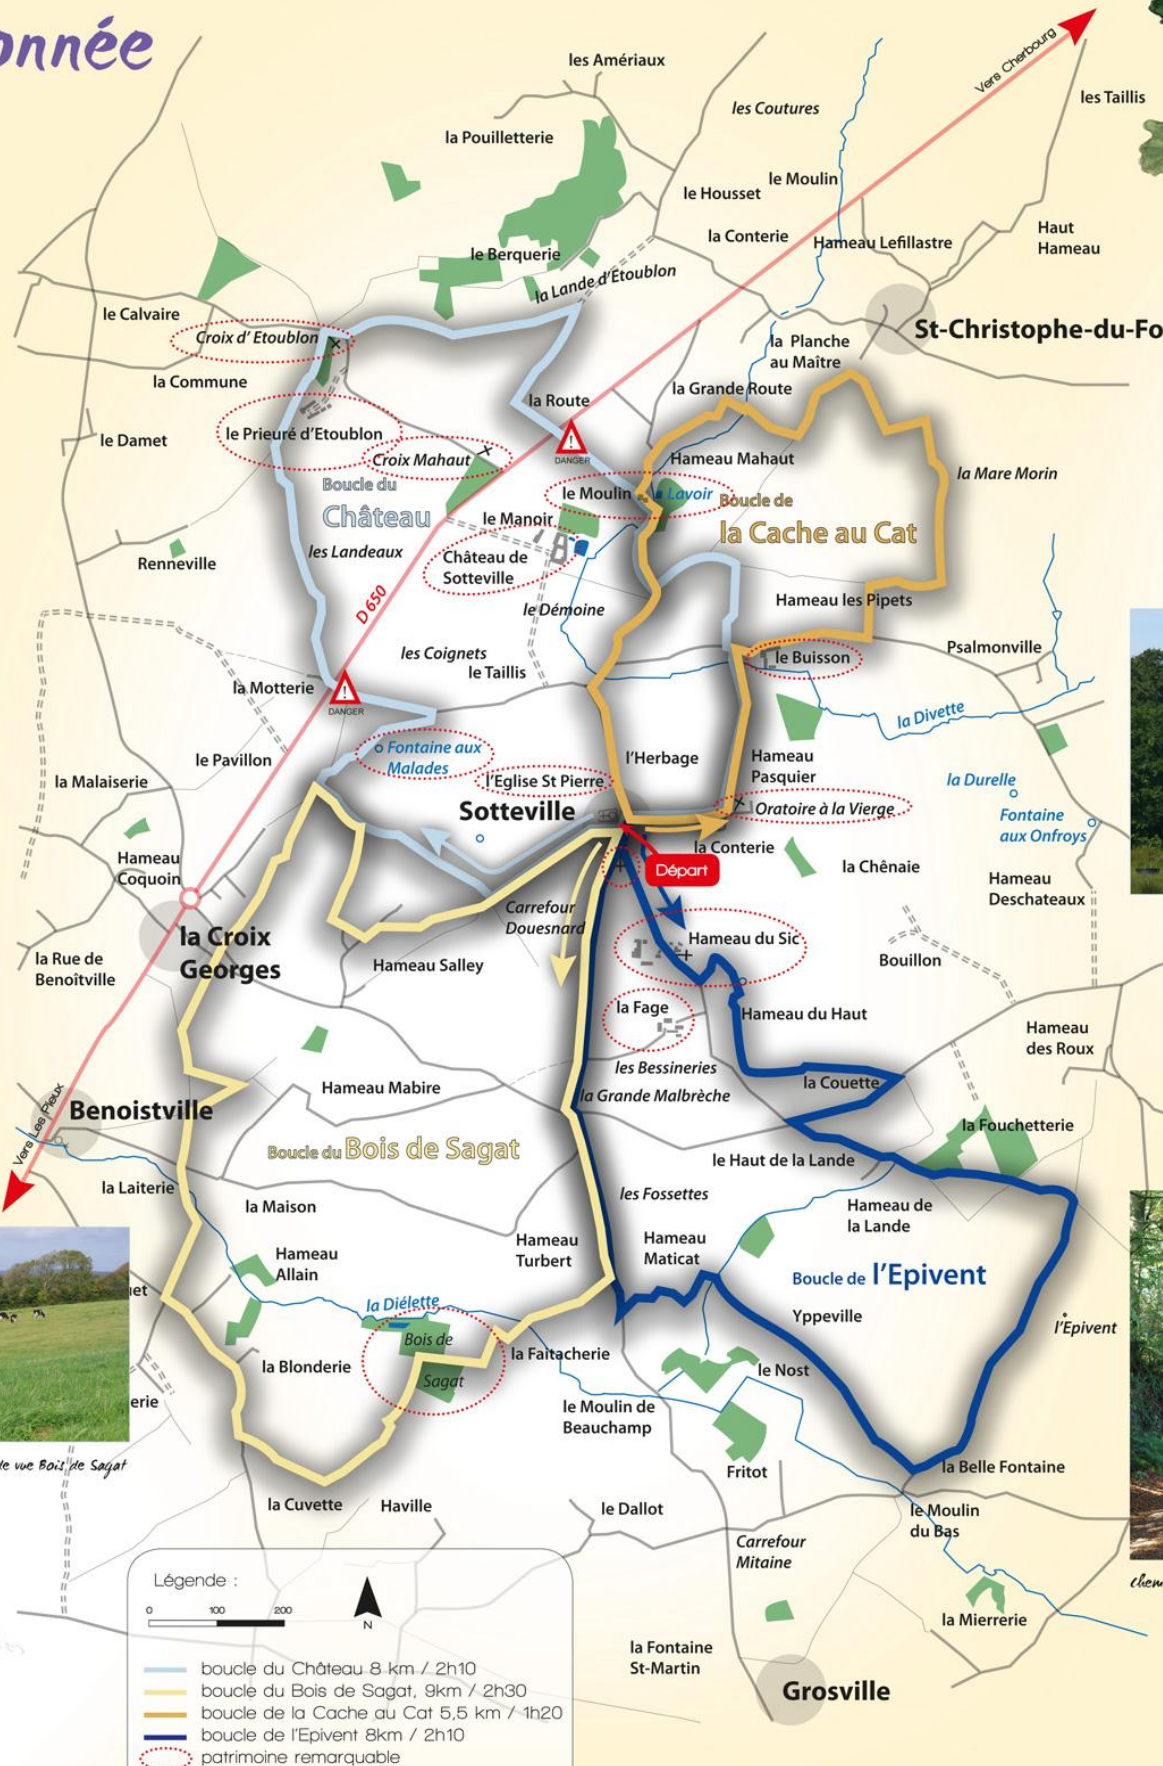 onnée
les Amériaux
Vers Cherbourg
les Taillis
les Coutures
la Pouilletterie
le Moulin
le Housset
la Conterie
Hameau Lefillastre
Haut
Hameau
le Berquerie
la Lande d'Etoublon
le Calvaire
Croix d' Etoublon
St-Christophe-du-Fo
la Planche
au Maître
la Commune
la Grande Route
la Route
le Damet
le Prieuré d'Etoublon
DANGER
Croix Mahaut
Hameau Mahaut
la Mare Morin
Boucle du
Château
le Moulin
Lavoir
Boucle de
la Cache au Cat
le Manoir
les Landeaux
Château de
Sotteville
Renneville
D 650
le Démoine
Hameau les Pipets
les Coignets
le Taillis
le Buisson
Psalmonville
la Motterie
DANGER
la Divette
Fontaine aux
Malades
le Pavillon
l'Herbage
Hameau
Pasquier
la Malaiserie
l'Eglise St Pierre
la Durelle
Sotteville
Oratoire à la Vierge
Fontaine
aux Onfroys
la Conterie
Hameau
Coquoin
Départ
la Chênaie
Hameau
Deschateaux
Carrefour
Douesnard
la Croix
Georges
Hameau du Sic
la Rue de
Benoîtville
Hameau Salley
Bouillon
la Fage
Hameau du Haut
Hameau
des Roux
les Bessineries
la Couette
Hameau Mabire
la Grande Malbrèche
Benoistville
Vers Les Pieux
la Fouchetterie
Boucle du Bois de Sagat
le Haut de la Lande
la Laiterie
les Fossettes
la Maison
Hameau de
la Lande
Hameau
Turbert
Hameau
Maticat
Hameau
Allain
Boucle de l'Epivent
uet
la Diélette
Yppeville
l'Epivent
Bois de
Sagat
la Faitacherie
la Blonderie
le Nost
erie
le Moulin de
Beauchamp
le vue Bois de Sagat
Fritot
la Belle Fontaine
la Cuvette
Haville
le Dallot
le Moulin
du Bas
Carrefour
Mitaine
chem
Légende :
0 100 200
N
la Mierrerie
la Fontaine
St-Martin
Grosville
boucle du Château 8 km / 2h10
boucle du Bois de Sagat, 9km / 2h30
boucle de la Cache au Cat 5,5 km / 1h20
boucle de l'Epivent 8km / 2h10
patrimoine remarquable